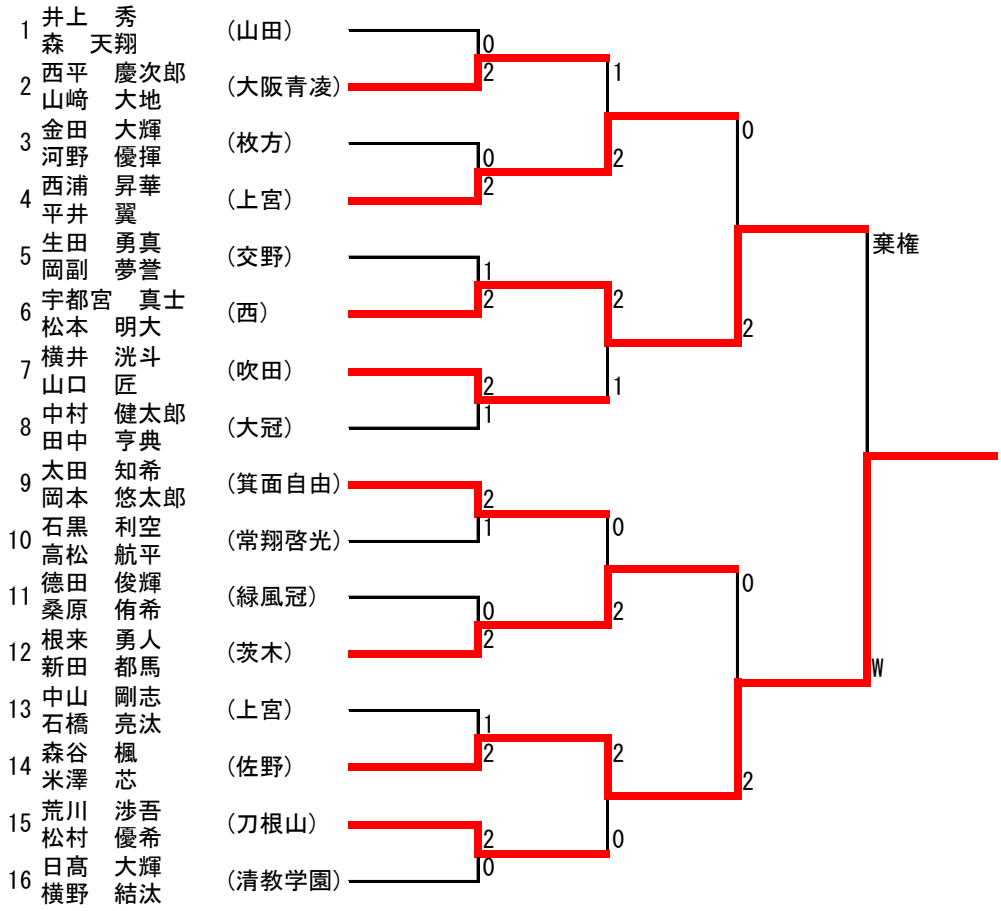 1 井上　秀 (山田)
森　天翔
2 西平　慶次郎 (大阪青凌)
山﨑　大地
3 金田　大輝 (枚方)
河野　優揮
4 西浦　昇華 (上宮)
平井　翼
5 生田　勇真 (交野)
岡副　夢誉
6 宇都宮　真士 (西)
松本　明大
7 横井　洸斗 (吹田)
山口　匠
8 中村　健太郎 (大冠)
田中　亨典
9 太田　知希 (箕面自由)
岡本　悠太郎
10 石黒　利空 (常翔啓光)
高松　航平
11 德田　俊輝 (緑風冠)
桑原　侑希
12 根来　勇人 (茨木)
新田　都馬
13 中山　剛志 (上宮)
石橋　亮汰
14 森谷　楓 (佐野)
米澤　芯
15 荒川　渉吾 (刀根山)
松村　優希
16 日髙　大輝 (清教学園)
横野　結汰
0
2
0
2
1
2
2
1
2
1
0
2
1
2
2
0
1
2
2
1
0
2
2
0
0
2
0
2
棄権
W